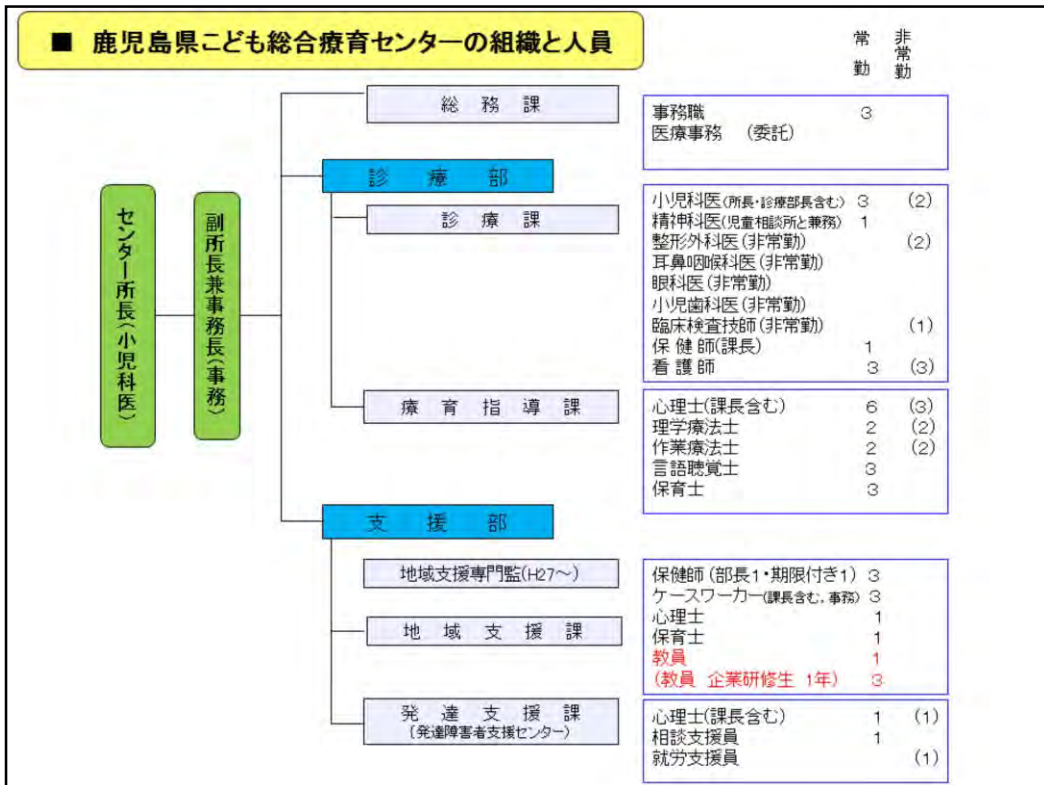 ■ 鹿児島県こども総合療育センターの組織と人員
常勤
非常勤
センター所長(小児科医)
副所長兼事務長(事務)
総務課
事務職 3
医療事務 (委託)
診療部
診療課
小児科医(所長・診療部長含む) 3 (2)
精神科医(児童相談所と兼務) 1
整形外科医(非常勤) (2)
耳鼻咽喉科医(非常勤)
眼科医(非常勤)
小児歯科医(非常勤)
臨床検査技師(非常勤) (1)
保健師(課長) 1
看護師 3 (3)
療育指導課
心理士(課長含む) 6 (3)
理学療法士 2 (2)
作業療法士 2 (2)
言語聴覚士 3
保育士 3
支援部
地域支援専門監(H27~)
地域支援課
保健師(部長1・期限付き1) 3
ケースワーカー(課長含む,事務) 3
心理士 1
保育士 1
教員 1
(教員 企業研修生 1年) 3
発達支援課
(発達障害者支援センター)
心理士(課長含む) 1 (1)
相談支援員 1
就労支援員 (1)